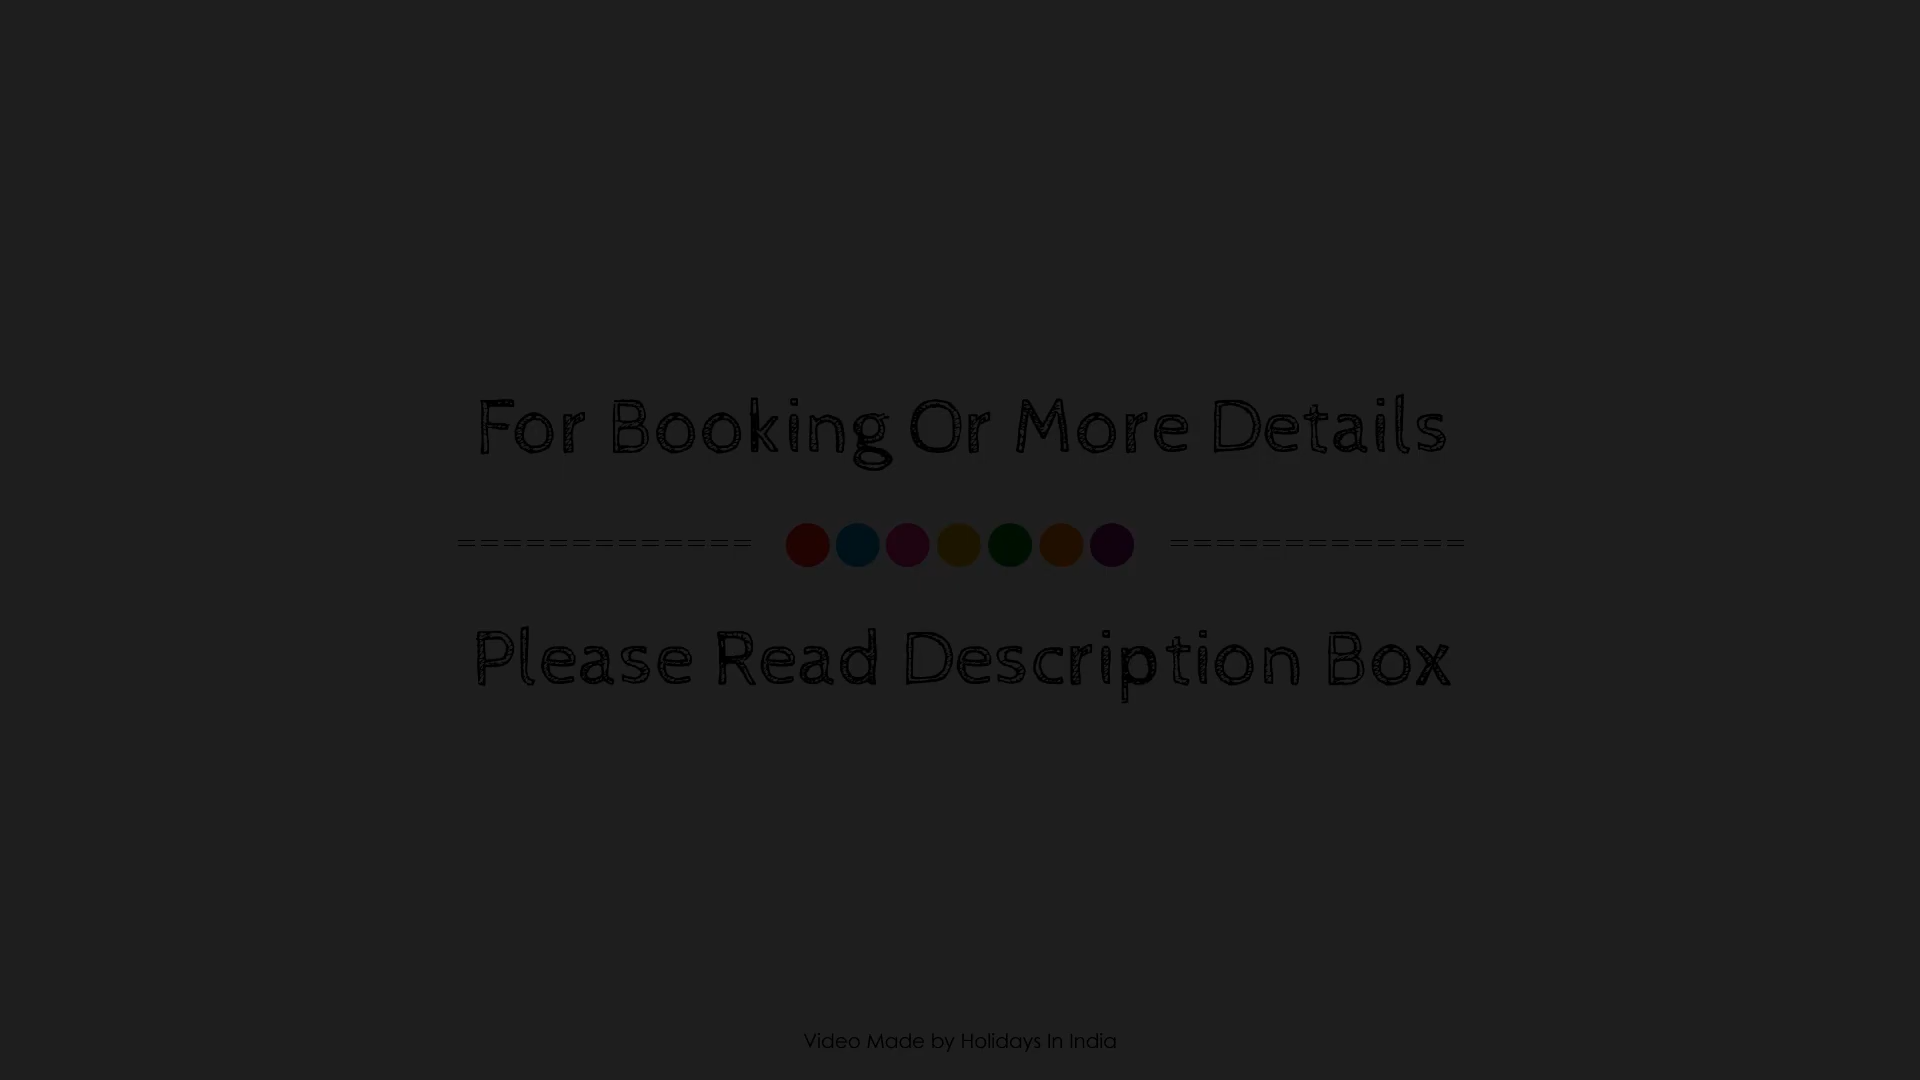 For Booking Or More Details
============= =============
Please Read Description Box
Video Made by Holidays In India